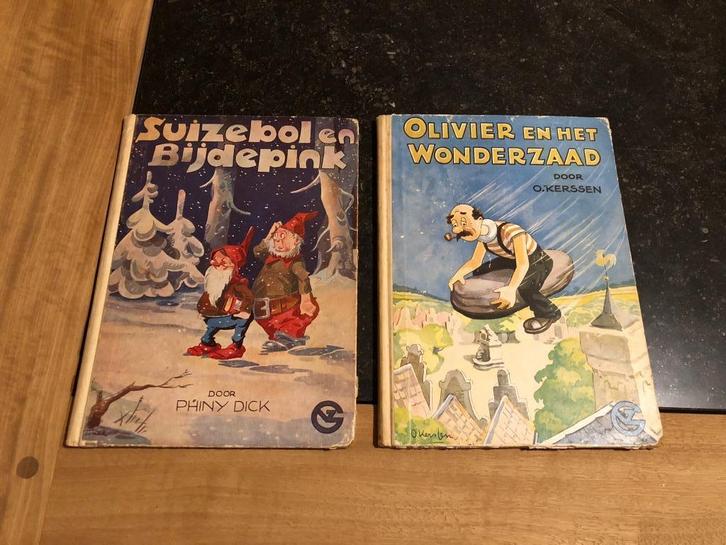 Suizebol en
Bijdepink
DOOR
PHINY DICK
OLIVIER EN HET
WONDERZAAD
DOOR
O. KERSSEN